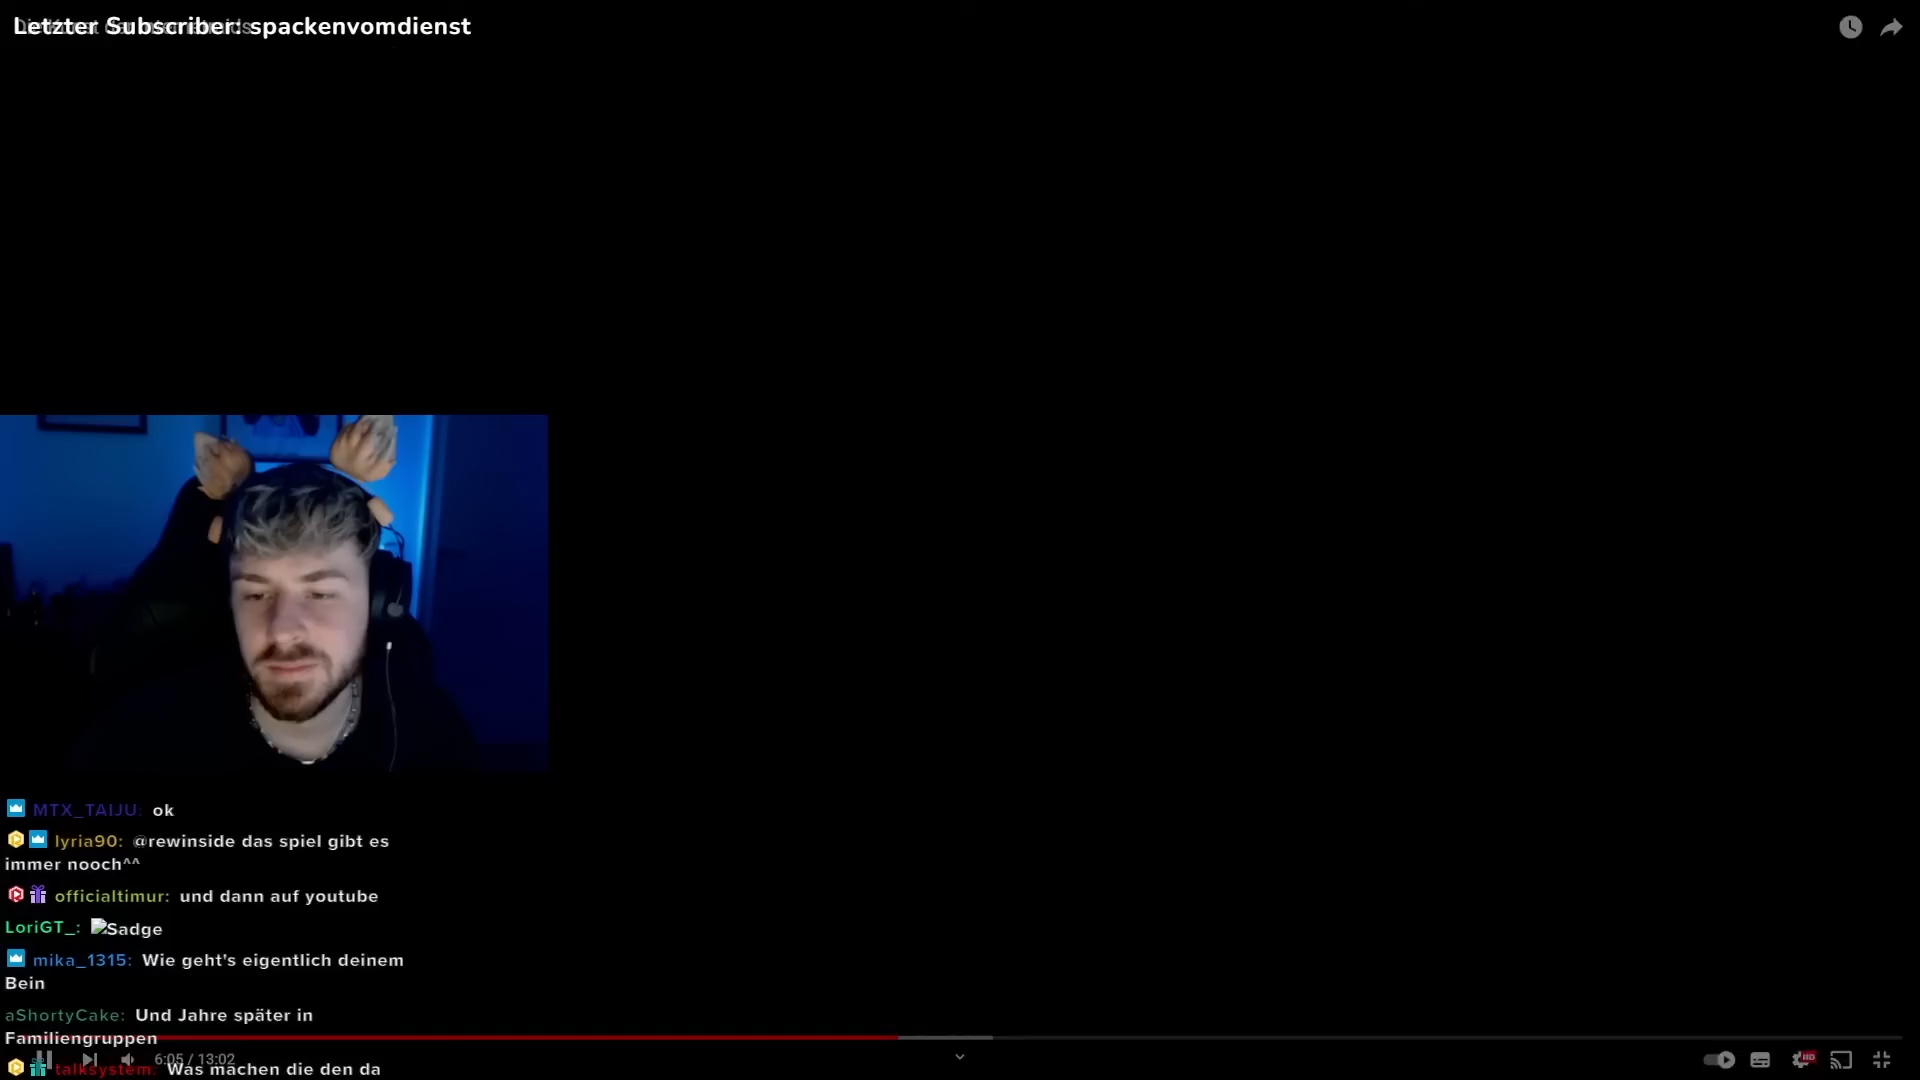 Letzter Subscriber: spackenvomdienst
MTX_TAIJU: ok
lyria90: @rewinside das spiel gibt es
immer nooch^^
officialtimur: und dann auf youtube
LoriGT_: Sadge
mika_1315: Wie geht's eigentlich deinem
Bein
aShortyCake: Und Jahre später in
Familiengruppen
6:05 / 13:02
HD
talksystem: Was machen die den da